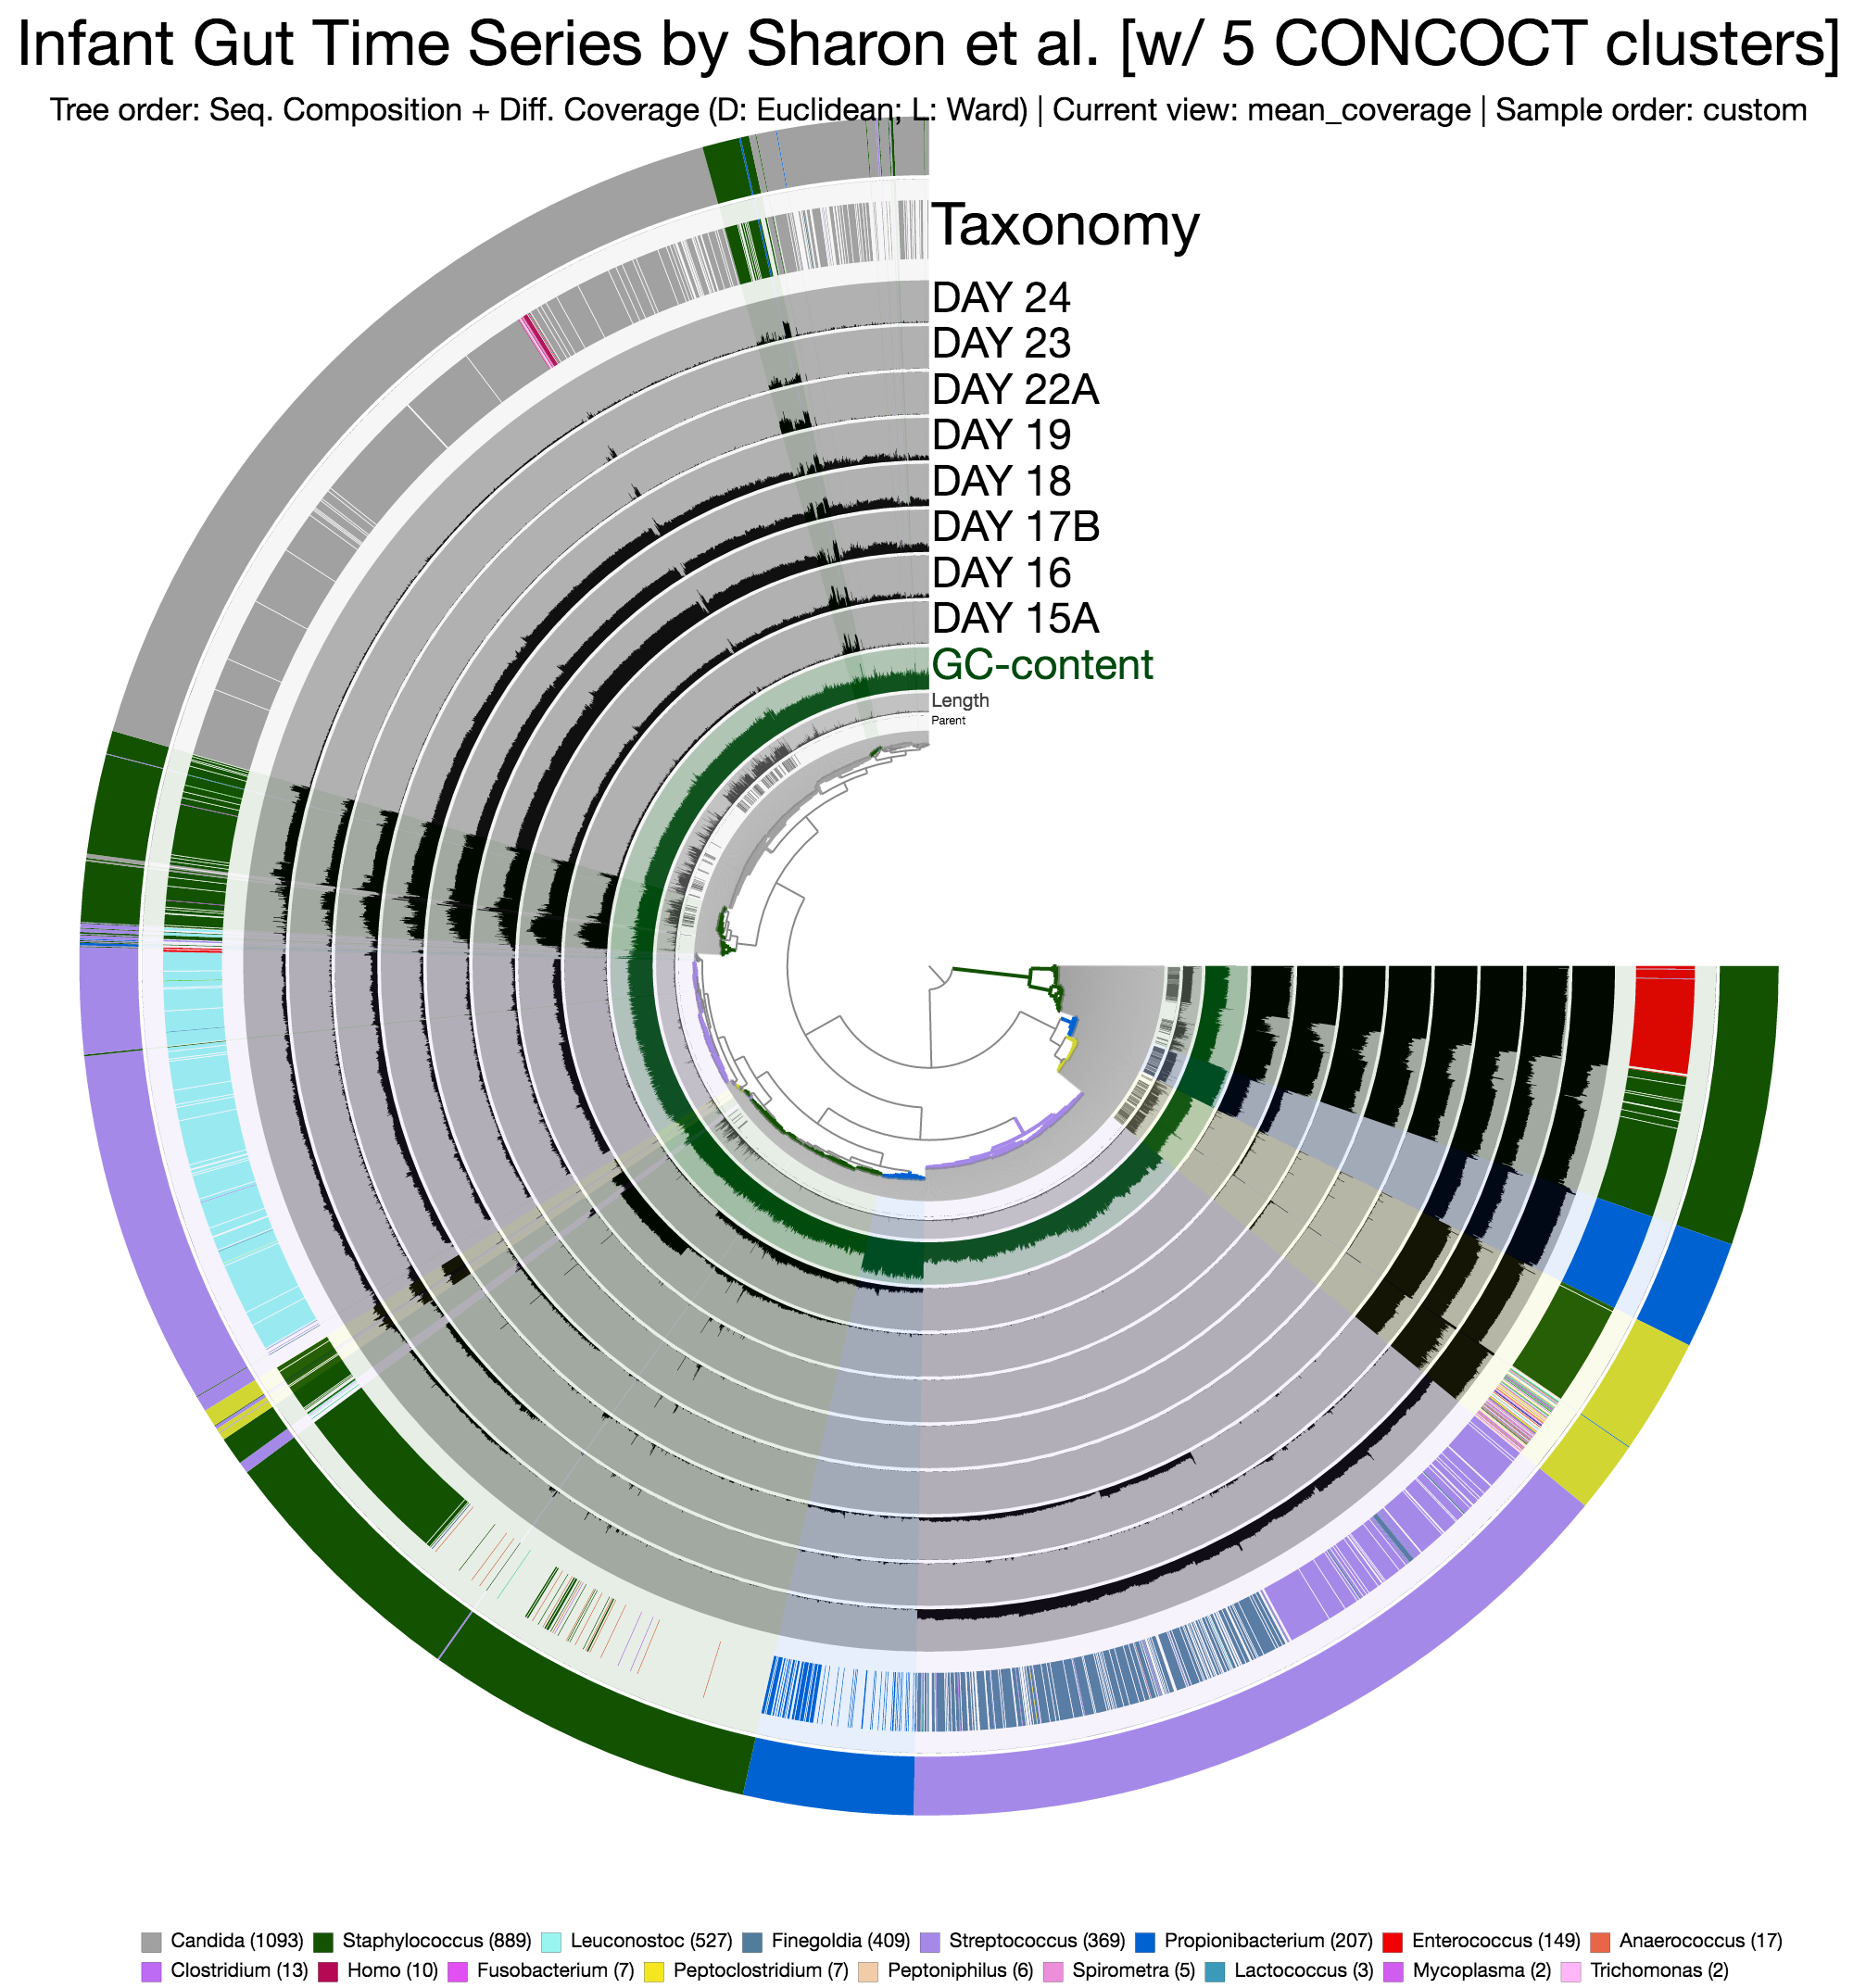 Infant Gut Time Series by Sharon et al. [w/ 5 CONCOCT clusters]
Tree order: Seq. Composition + Diff. Coverage (D: Euclidean; L: Ward) | Current view: mean_coverage | Sample order: custom
Taxonomy
DAY 24
DAY 23
DAY 22A
DAY 19
DAY 18
DAY 17B
DAY 16
DAY 15A
GC-content
Length
Parent
Candida (1093) Staphylococcus (889) Leuconostoc (527) Finegoldia (409) Streptococcus (369) Propionibacterium (207) Enterococcus (149) Anaerococcus (17)
Clostridium (13) Homo (10) Fusobacterium (7) Peptoclostridium (7) Peptoniphilus (6) Spirometra (5) Lactococcus (3) Mycoplasma (2) Trichomonas (2)